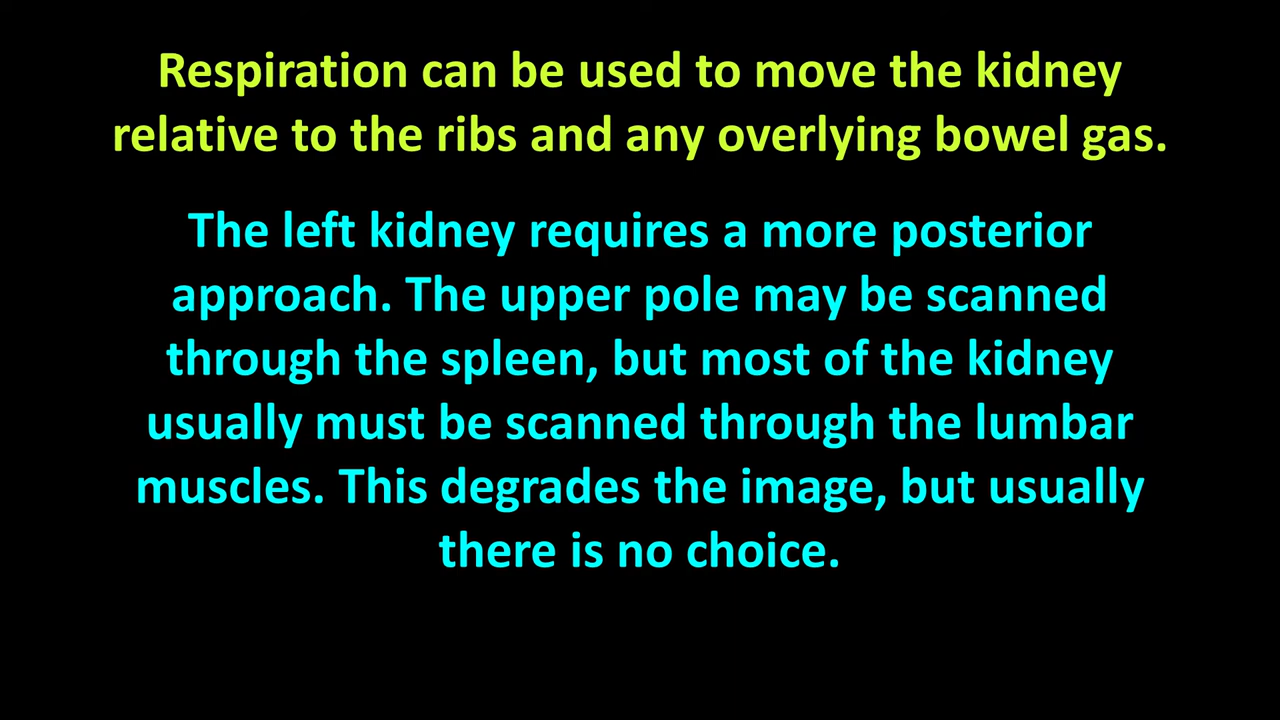 Respiration can be used to move the kidney
relative to the ribs and any overlying bowel gas.
The left kidney requires a more posterior
approach. The upper pole may be scanned
through the spleen, but most of the kidney
usually must be scanned through the lumbar
muscles. This degrades the image, but usually
there is no choice.